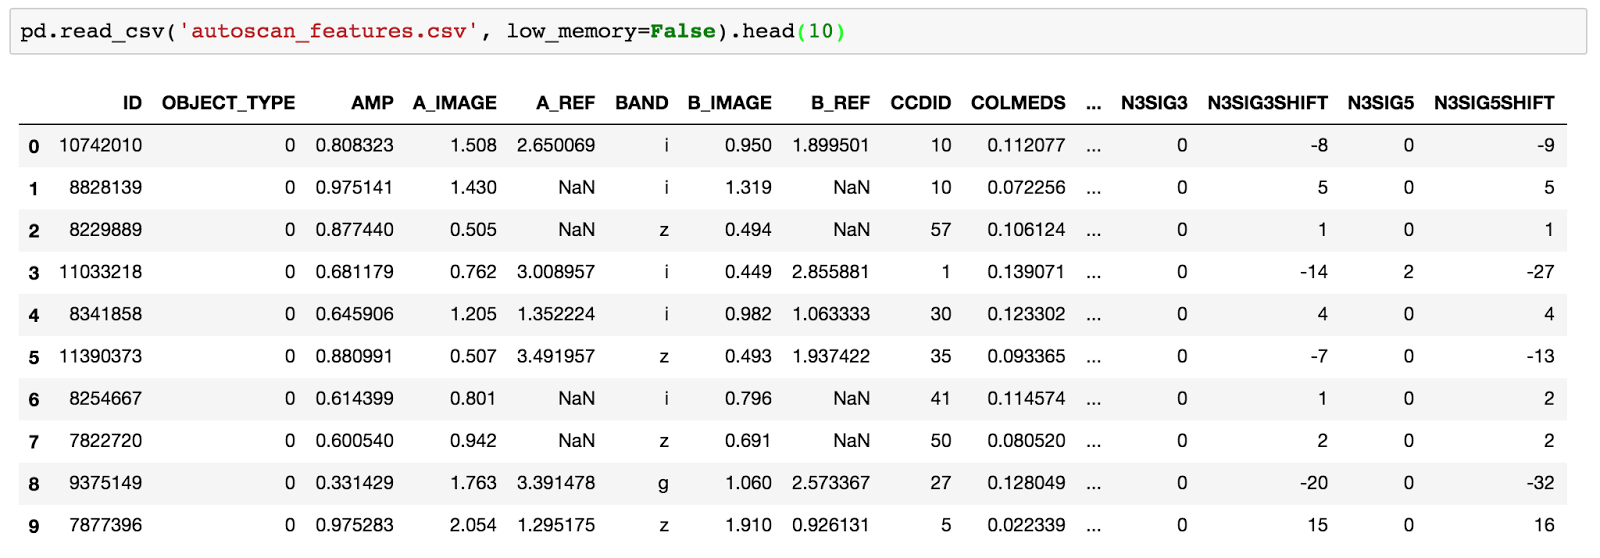 pd.read_csv('autoscan_features.csv', low_memory=False).head(10)
ID OBJECT_TYPE AMP A_IMAGE A_REF BAND B_IMAGE B_REF CCDID COLMEDS ... N3SIG3 N3SIG3SHIFT N3SIG5 N3SIG5SHIFT
0 10742010 0 0.808323 1.508 2.650069 i 0.950 1.899501 10 0.112077 ... 0 -8 0 -9
1 8828139 0 0.975141 1.430 NaN i 1.319 NaN 10 0.072256 ... 0 5 0 5
2 8229889 0 0.877440 0.505 NaN z 0.494 NaN 57 0.106124 ... 0 1 0 1
3 11033218 0 0.681179 0.762 3.008957 i 0.449 2.855881 1 0.139071 ... 0 -14 2 -27
4 8341858 0 0.645906 1.205 1.352224 i 0.982 1.063333 30 0.123302 ... 0 4 0 4
5 11390373 0 0.880991 0.507 3.491957 z 0.493 1.937422 35 0.093365 ... 0 -7 0 -13
6 8254667 0 0.614399 0.801 NaN i 0.796 NaN 41 0.114574 ... 0 1 0 2
7 7822720 0 0.600540 0.942 NaN z 0.691 NaN 50 0.080520 ... 0 2 0 2
8 9375149 0 0.331429 1.763 3.391478 g 1.060 2.573367 27 0.128049 ... 0 -20 0 -32
9 7877396 0 0.975283 2.054 1.295175 z 1.910 0.926131 5 0.022339 ... 0 15 0 16